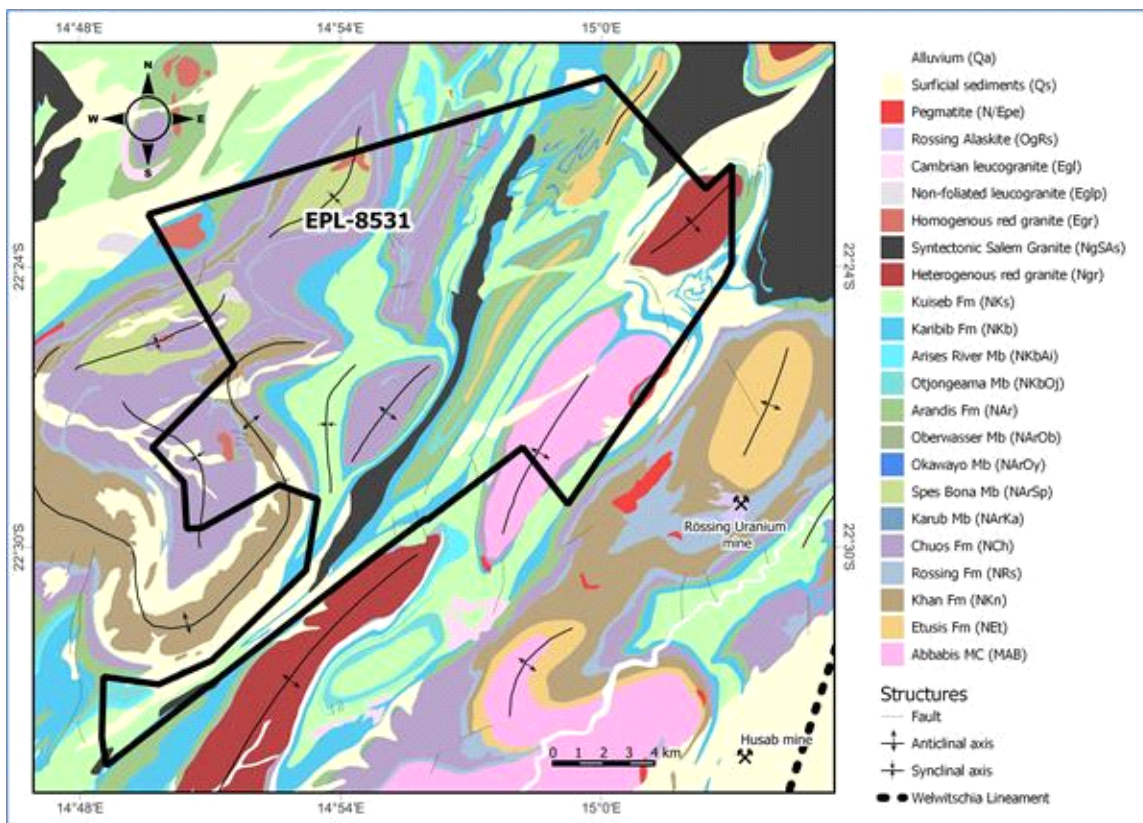 14°48'E 14°54'E 15°0'E
N
W E
S
EPL-8531
22°24'S 22°24'S
Rössing Uranium
mine
22°30'S 22°30'S
Husab mine
0 1 2 3 4 km
14°48'E 14°54'E 15°0'E
Alluvium (Qa)
Surficial sediments (Qs)
Pegmatite (N/Epe)
Rossing Alaskite (OgRs)
Cambrian leucogranite (Egl)
Non-foliated leucogranite (Eglp)
Homogenous red granite (Egr)
Syntectonic Salem Granite (NgSAs)
Heterogenous red granite (Ngr)
Kuiseb Fm (NKs)
Karibib Fm (NKb)
Arises River Mb (NKbAi)
Otjongeama Mb (NKbOj)
Arandis Fm (NAr)
Oberwasser Mb (NArOb)
Okawayo Mb (NArOy)
Spes Bona Mb (NArSp)
Karub Mb (NArKa)
Chuos Fm (NCh)
Rossing Fm (NRs)
Khan Fm (NKn)
Etusis Fm (NEt)
Abbabis MC (MAB)
Structures
Fault
Anticlinal axis
Synclinal axis
Welwitschia Lineament